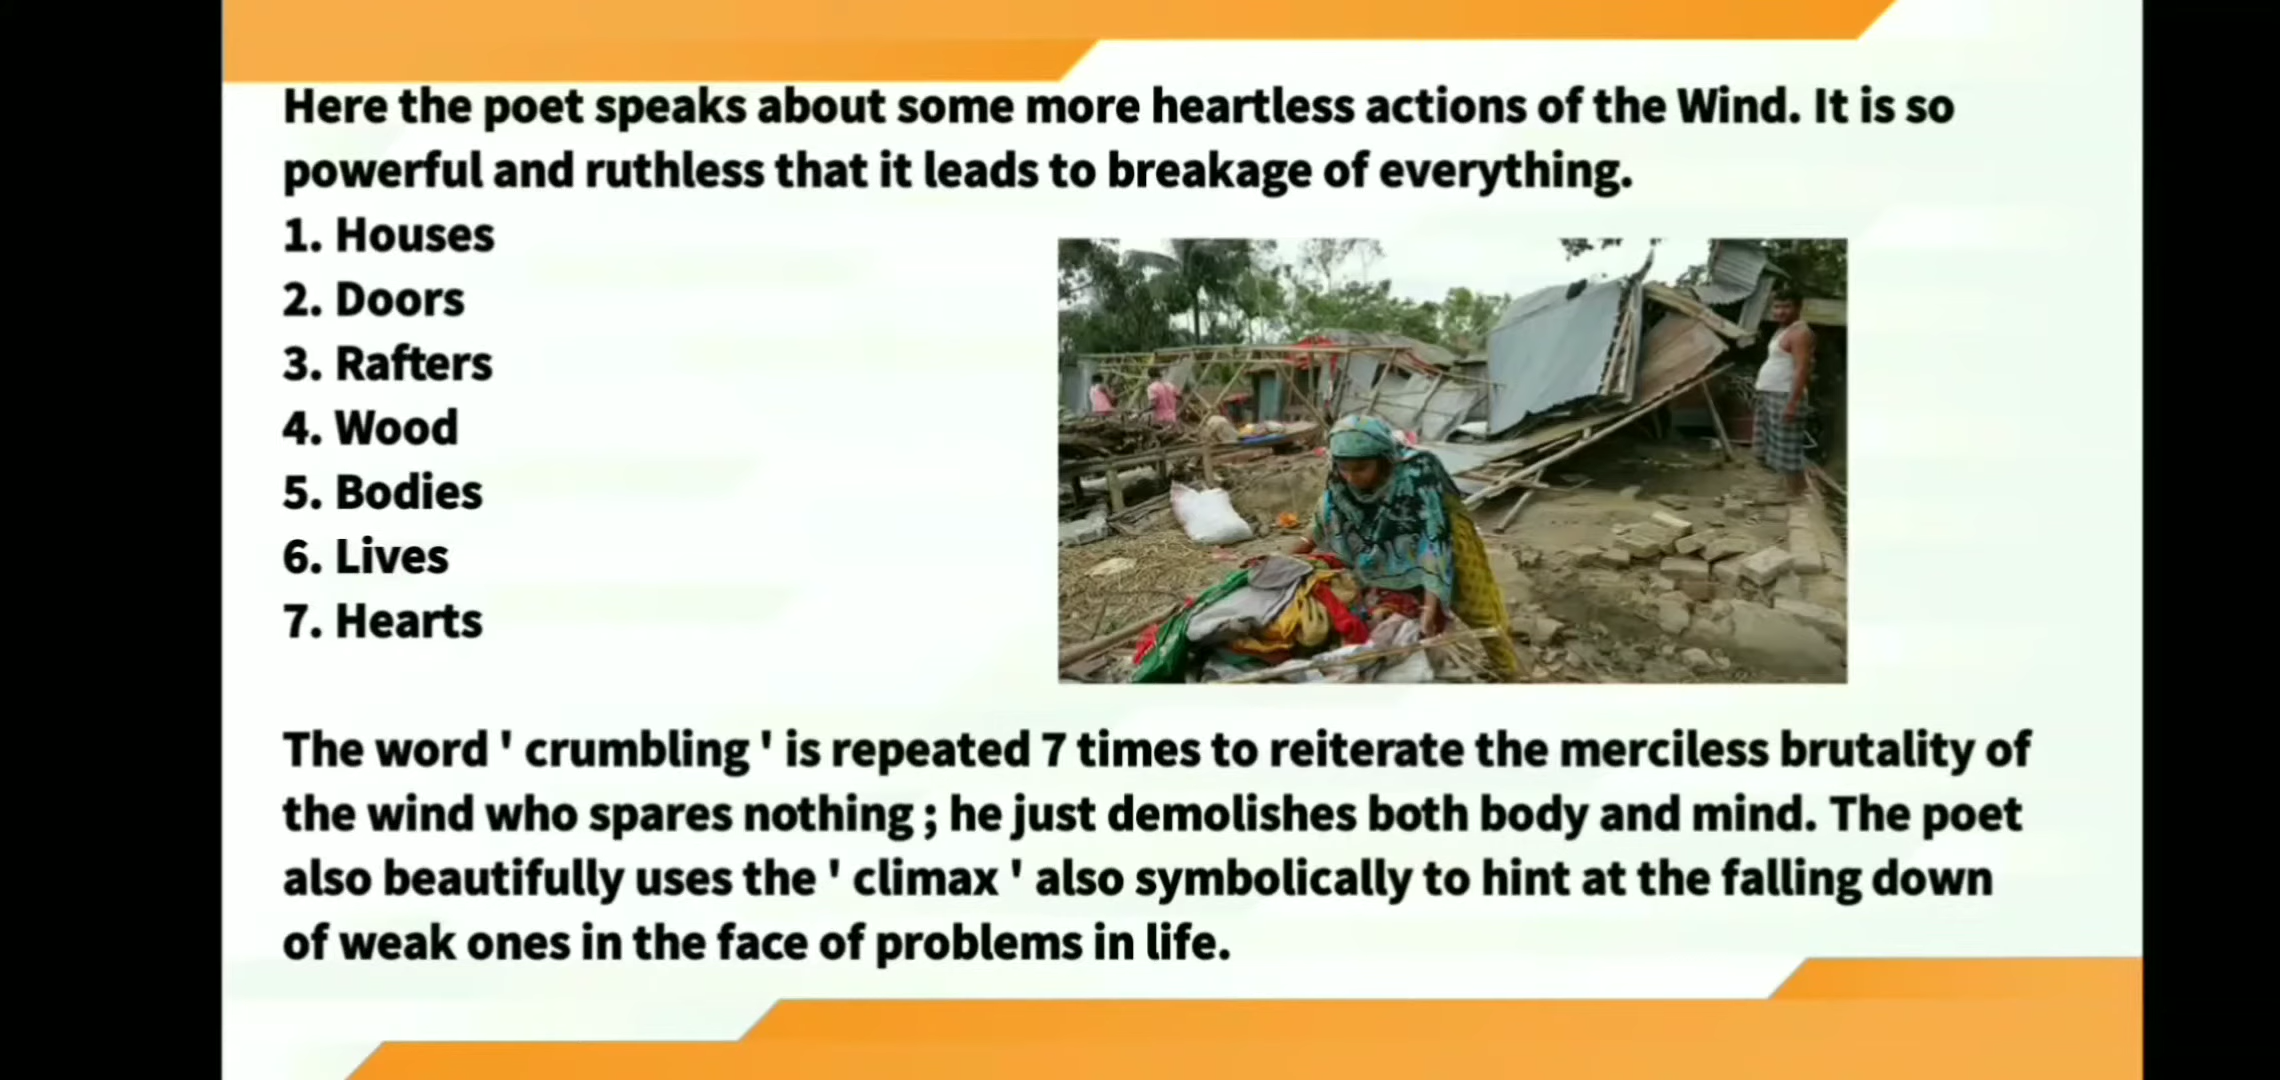 Here the poet speaks about some more heartless actions of the Wind. It is so
powerful and ruthless that it leads to breakage of everything.
1. Houses
2. Doors
3. Rafters
4. Wood
5. Bodies
6. Lives
7. Hearts
The word ' crumbling ' is repeated 7 times to reiterate the merciless brutality of
the wind who spares nothing ; he just demolishes both body and mind. The poet
also beautifully uses the ' climax ' also symbolically to hint at the falling down
of weak ones in the face of problems in life.